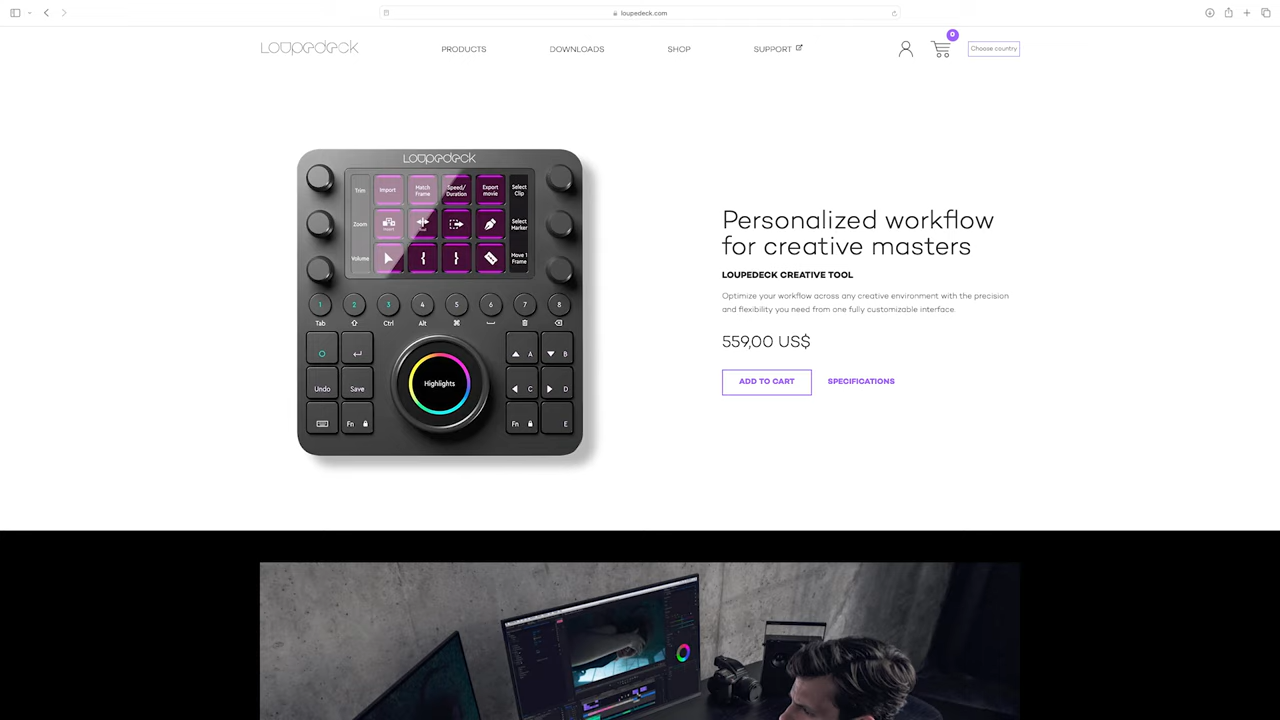 loupedeck.com
Loupedeck
PRODUCTS
DOWNLOADS
SHOP
SUPPORT
0
Choose country
Loupedeck
Trim
Import
Match
Frame
Speed/
Duration
Export
movie
Select
Clip
Zoom
Select
Marker
Volume
Move 1
Frame
1 2 3 4 5 6 7 8
Tab
Ctrl
Alt
A
B
Undo
Save
Highlights
C
D
Fn
Fn
E
Personalized workflow
for creative masters
LOUPEDECK CREATIVE TOOL
Optimize your workflow across any creative environment with the precision
and flexibility you need from one fully customizable interface.
559,00 US$
ADD TO CART
SPECIFICATIONS